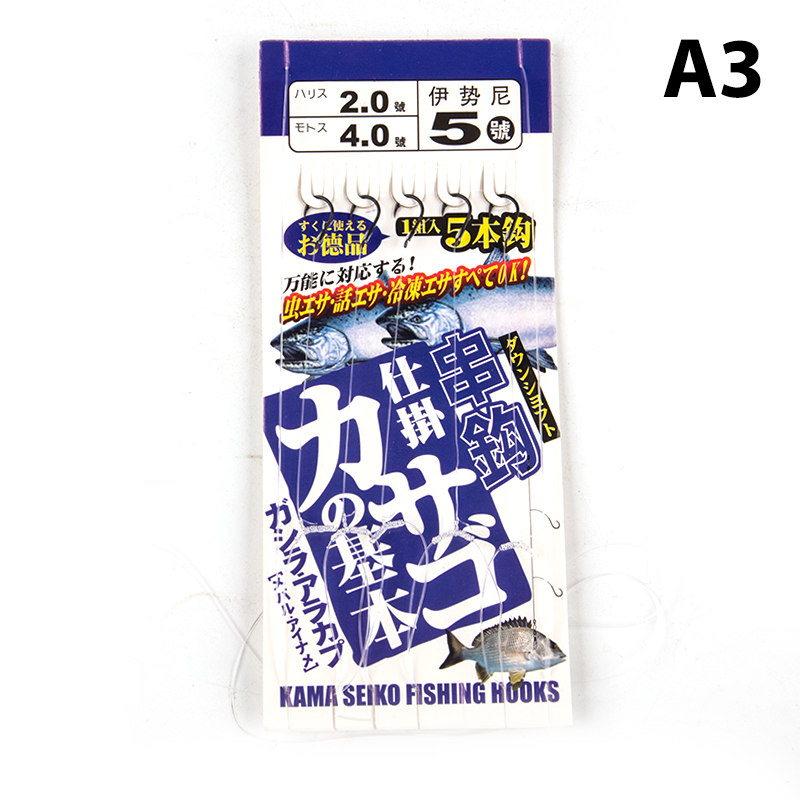 A3
ハリス 2.0號
モトス 4.0號
伊勢尼
5號
すくに使える
お徳品
1組入 5本鈎
万能に対応する!
虫エサ・話エサ・冷凍エサすべてOK!
ダウンショフト
串鈎
仕掛
カサゴ
の基本
ガシラ・アラカブ
【メバル・アイナメ】
KAMA SEIKO FISHING HOOKS